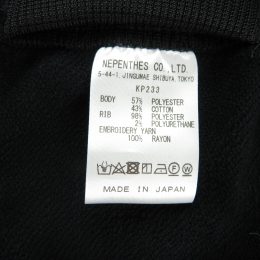 NEPENTHES CO.,LTD.
5-44-1, JINGUMAE SHIBUYA, TOKYO
KP233
BODY 57% POLYESTER
43% COTTON
RIB 98% POLYESTER
2% POLYURETHANE
EMBROIDERY YARN
100% RAYON
MADE IN JAPAN